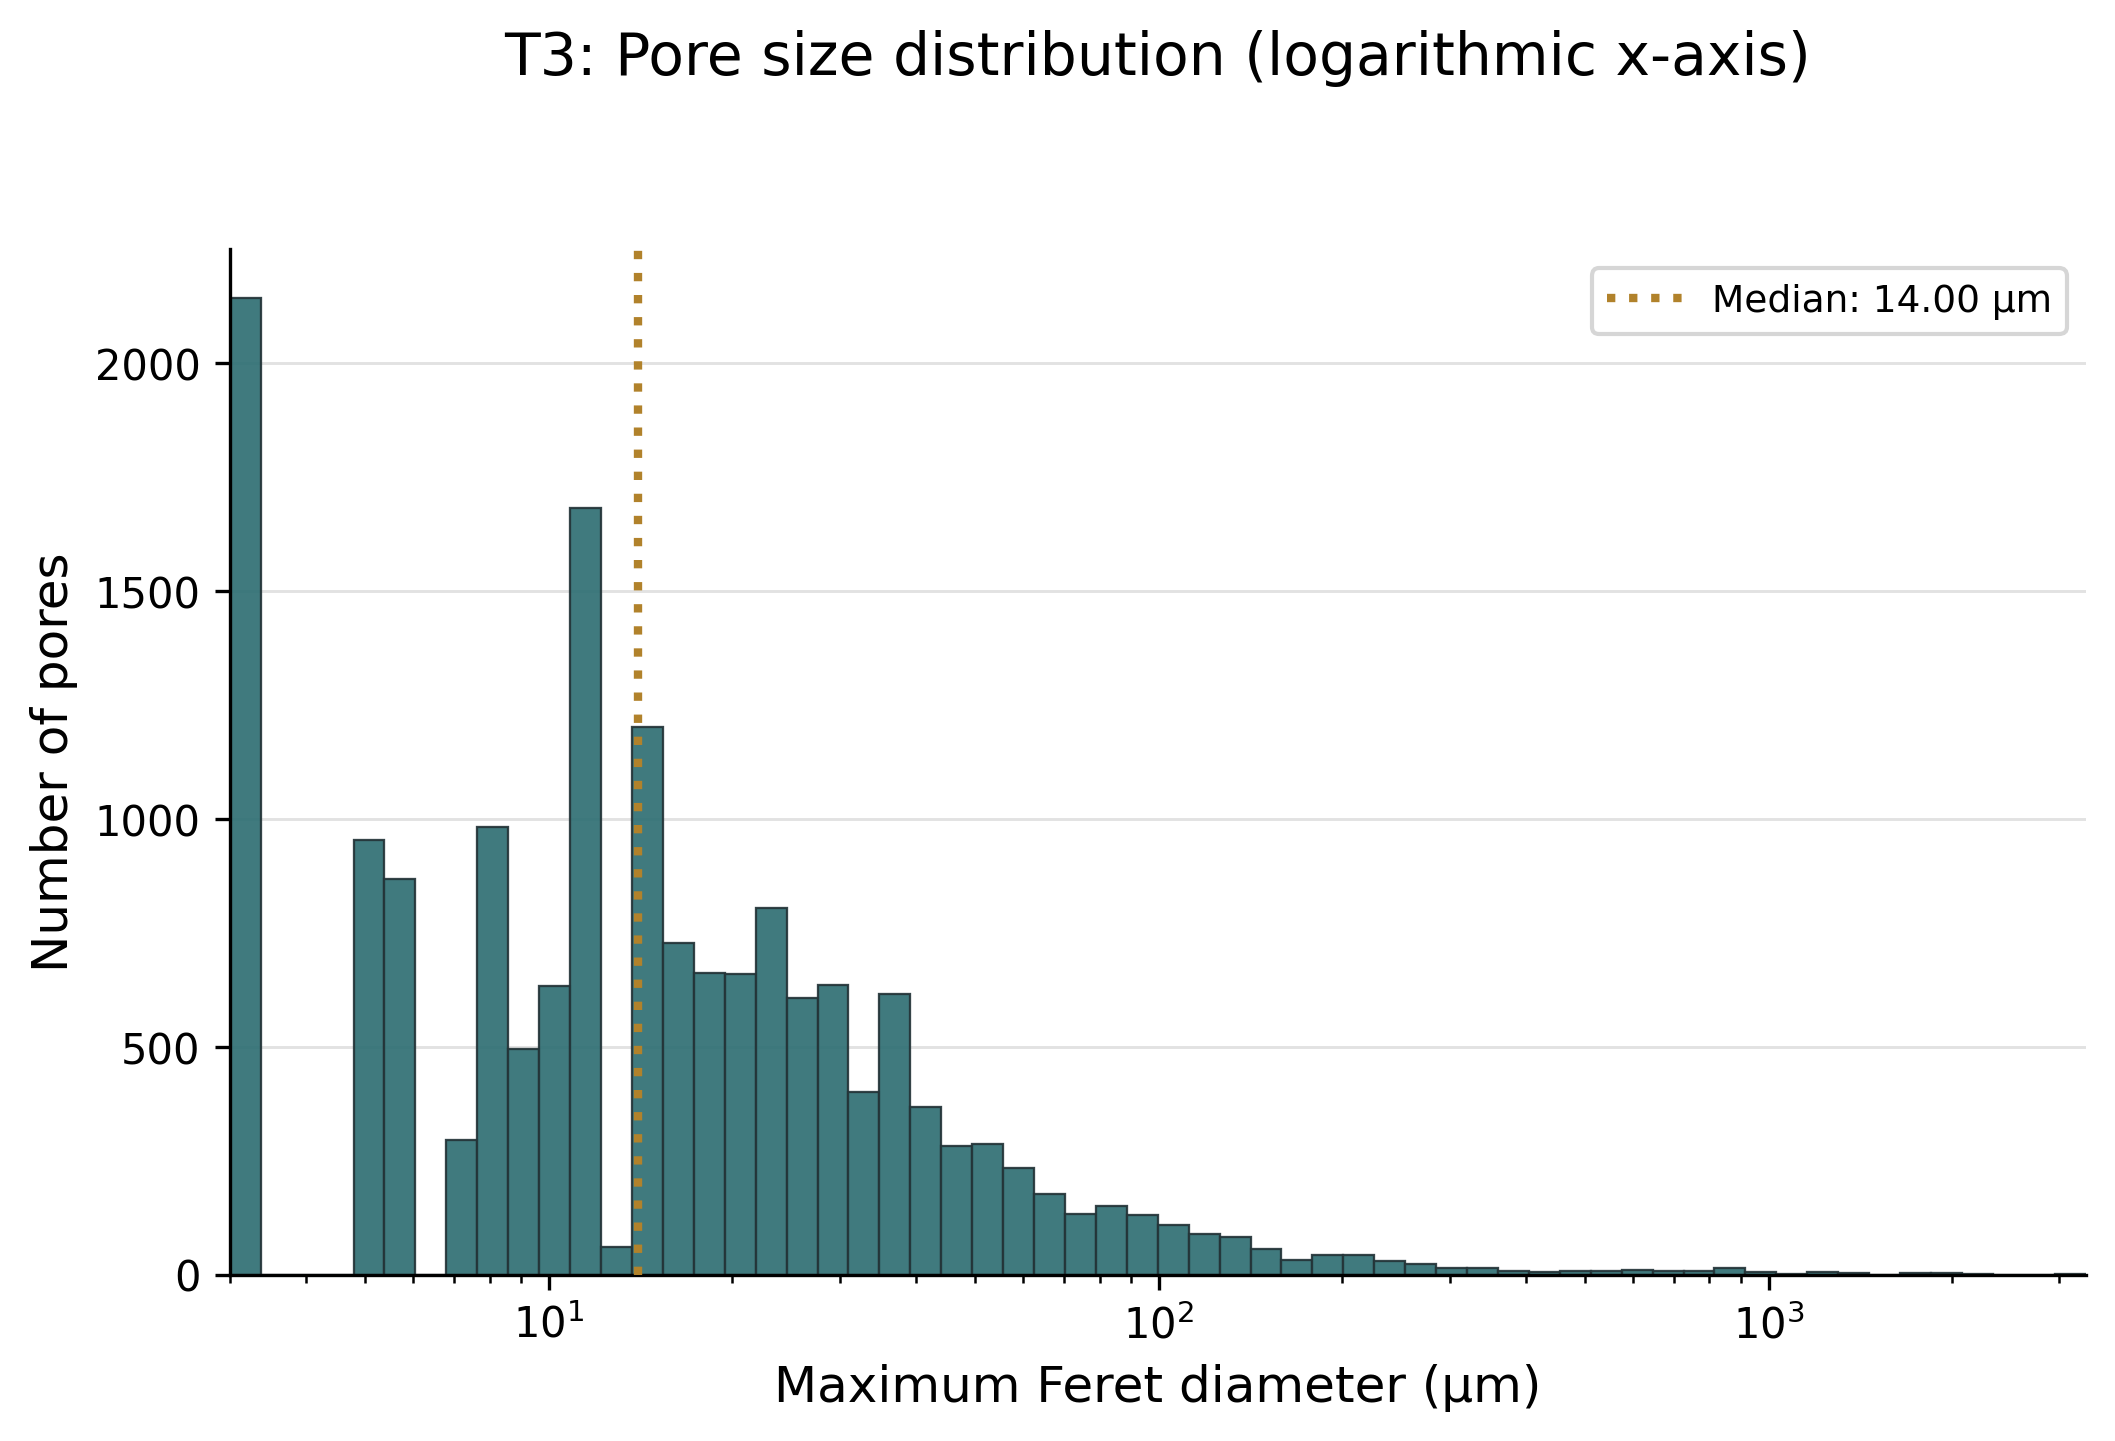 T3: Pore size distribution (logarithmic x-axis)
Median: 14.00 µm
Number of pores
2000
1500
1000
500
0
10¹ 10² 10³
Maximum Feret diameter (µm)